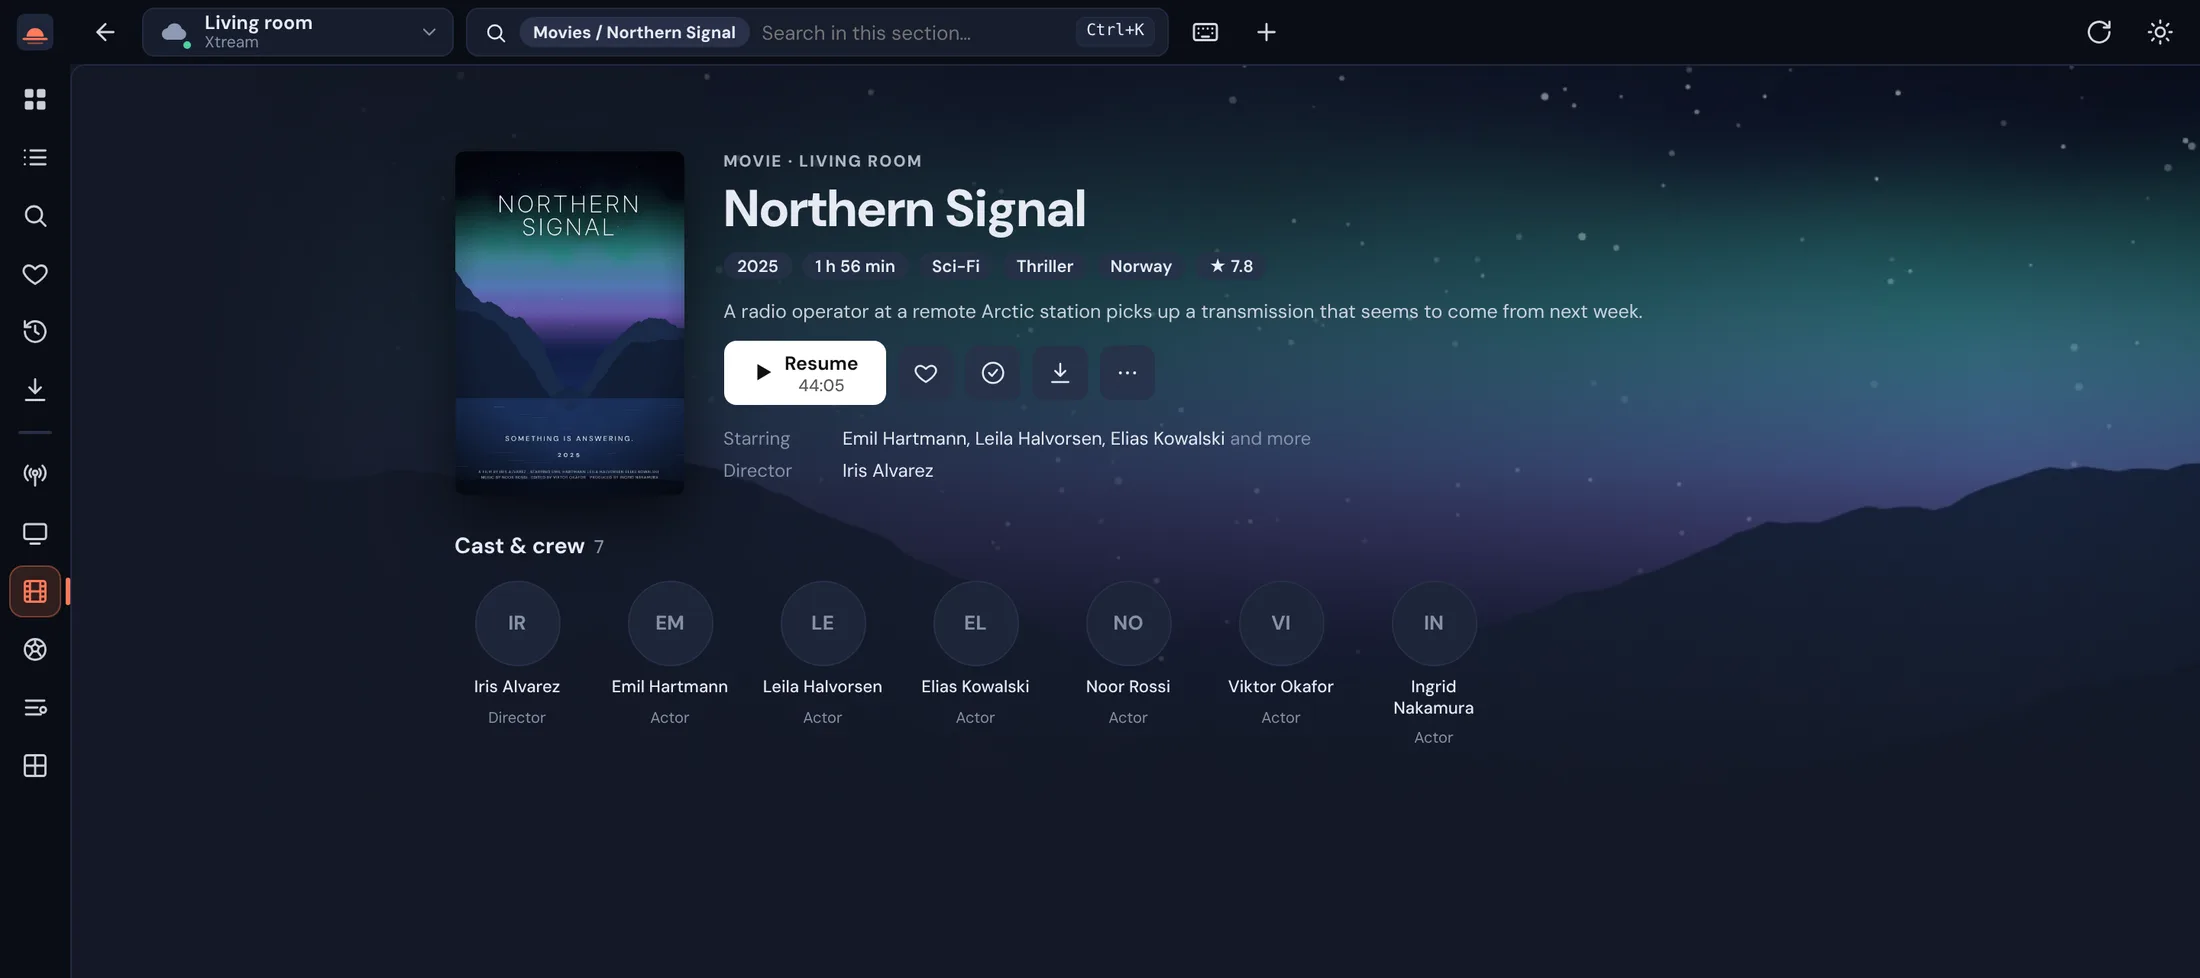 Living room
Xtream
Movies / Northern Signal
Search in this section...
Ctrl+K
NORTHERN
SIGNAL
SOMETHING IS ANSWERING.
2025
MOVIE · LIVING ROOM
Northern Signal
2025
1 h 56 min
Sci-Fi
Thriller
Norway
★ 7.8
A radio operator at a remote Arctic station picks up a transmission that seems to come from next week.
Resume
44:05
Starring Emil Hartmann, Leila Halvorsen, Elias Kowalski and more
Director Iris Alvarez
Cast & crew 7
IR
EM
LE
EL
NO
VI
IN
Iris Alvarez
Director
Emil Hartmann
Actor
Leila Halvorsen
Actor
Elias Kowalski
Actor
Noor Rossi
Actor
Viktor Okafor
Actor
Ingrid
Nakamura
Actor